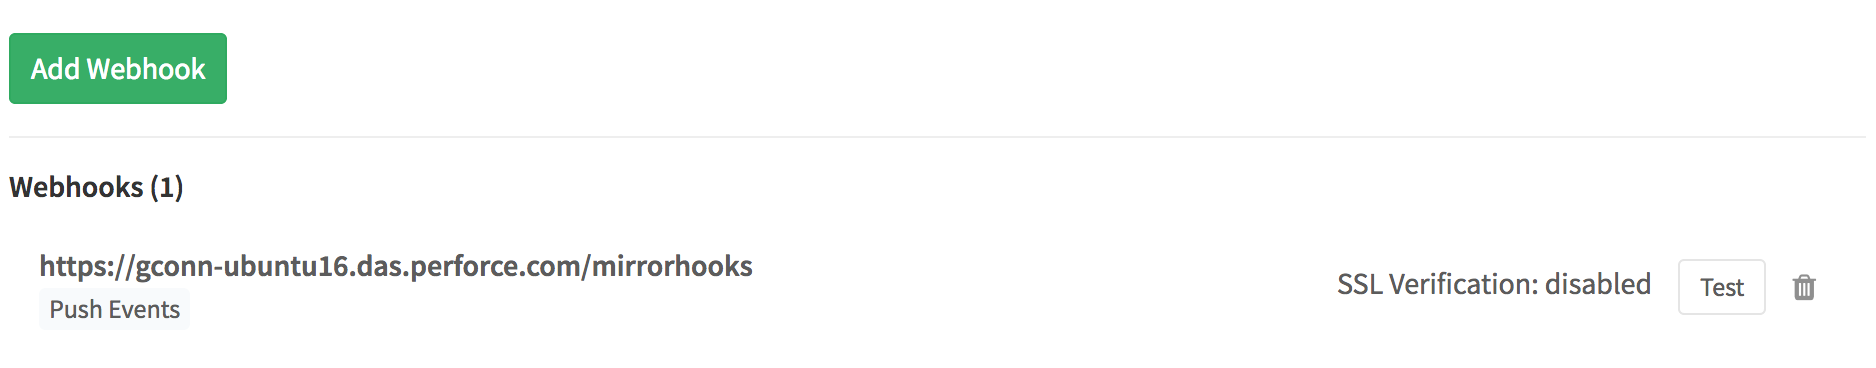 Add Webhook
Webhooks (1)
https://gconn-ubuntu16.das.perforce.com/mirrorhooks
Push Events
SSL Verification: disabled
Test